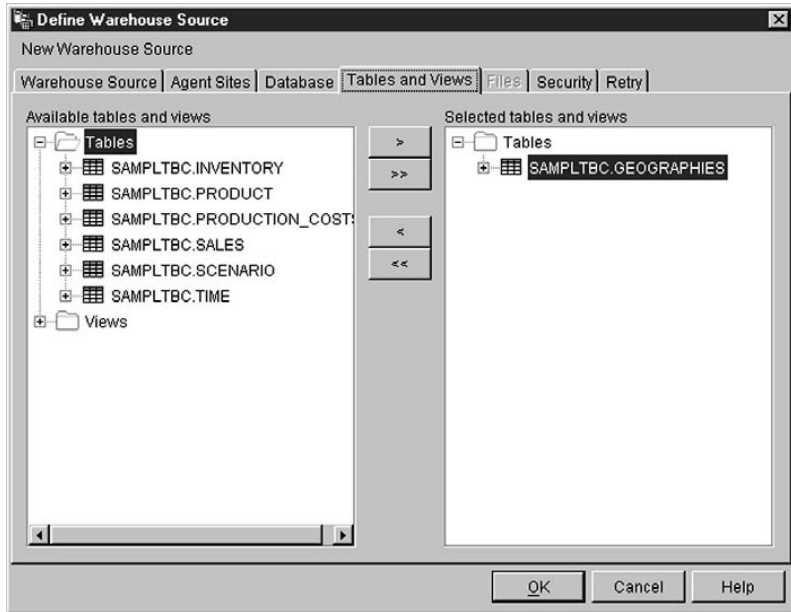 Define Warehouse Source
New Warehouse Source
Warehouse Source Agent Sites Database Tables and Views Files Security Retry
Available tables and views
Tables
SAMPLTBC.INVENTORY
SAMPLTBC.PRODUCT
SAMPLTBC.PRODUCTION_COSTS
SAMPLTBC.SALES
SAMPLTBC.SCENARIO
SAMPLTBC.TIME
Views
>
>>
<
<<
Selected tables and views
Tables
SAMPLTBC.GEOGRAPHIES
OK Cancel Help